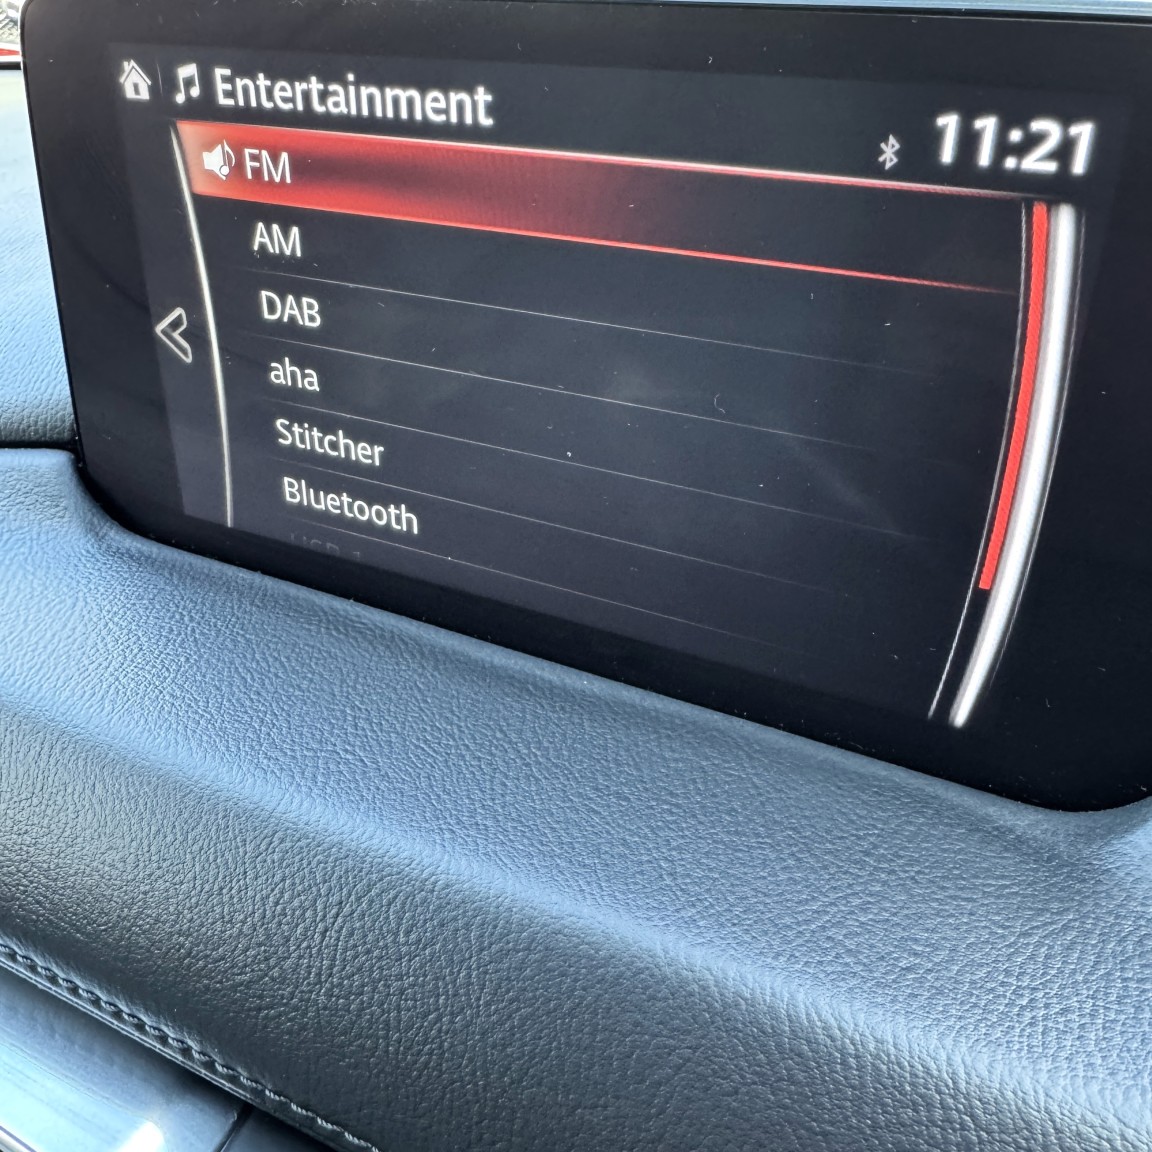 Entertainment
11:21
FM
AM
DAB
aha
Stitcher
Bluetooth